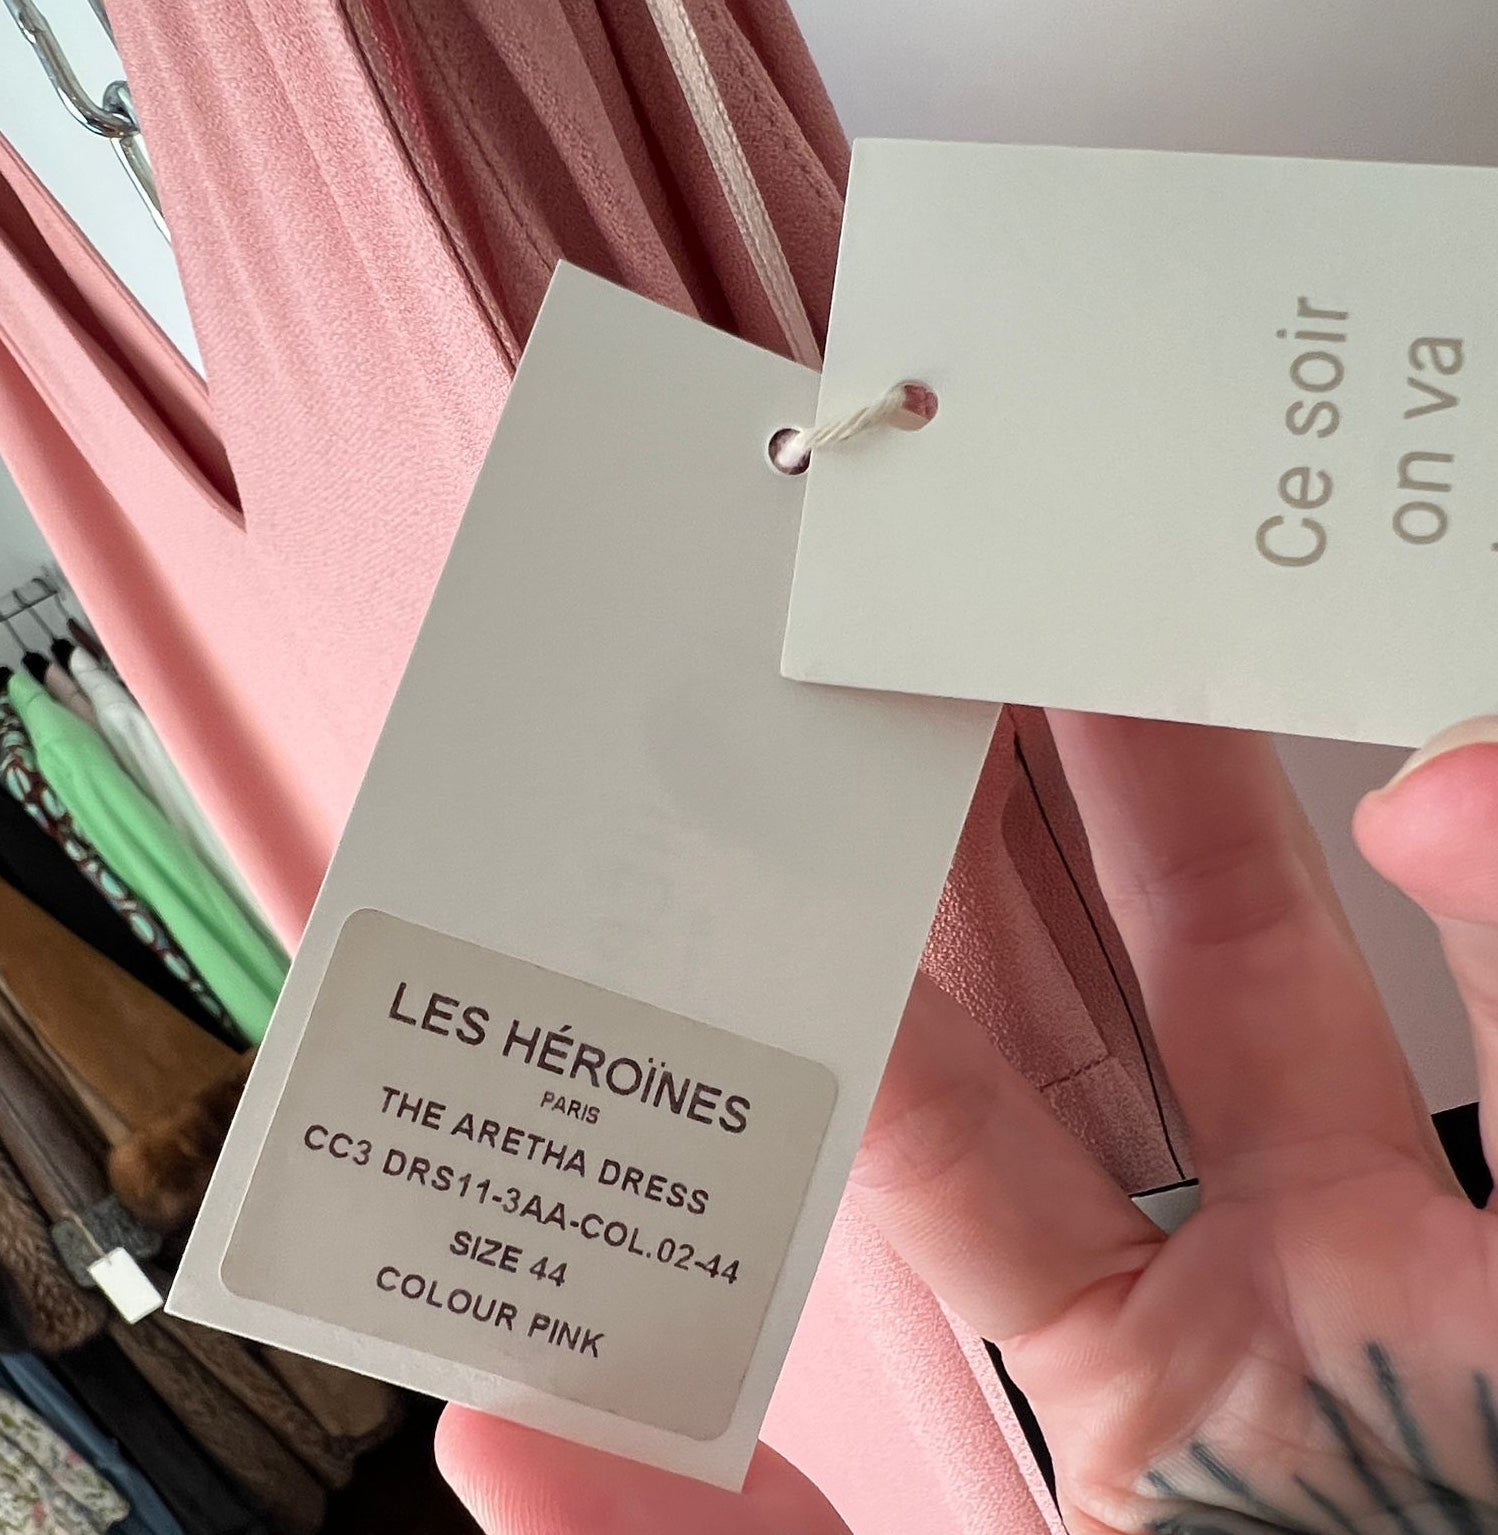 LES HÉROÏNES
PARIS
THE ARETHA DRESS
CC3 DRS11-3AA-COL.02-44
SIZE 44
COLOUR PINK
Ce soir
on va